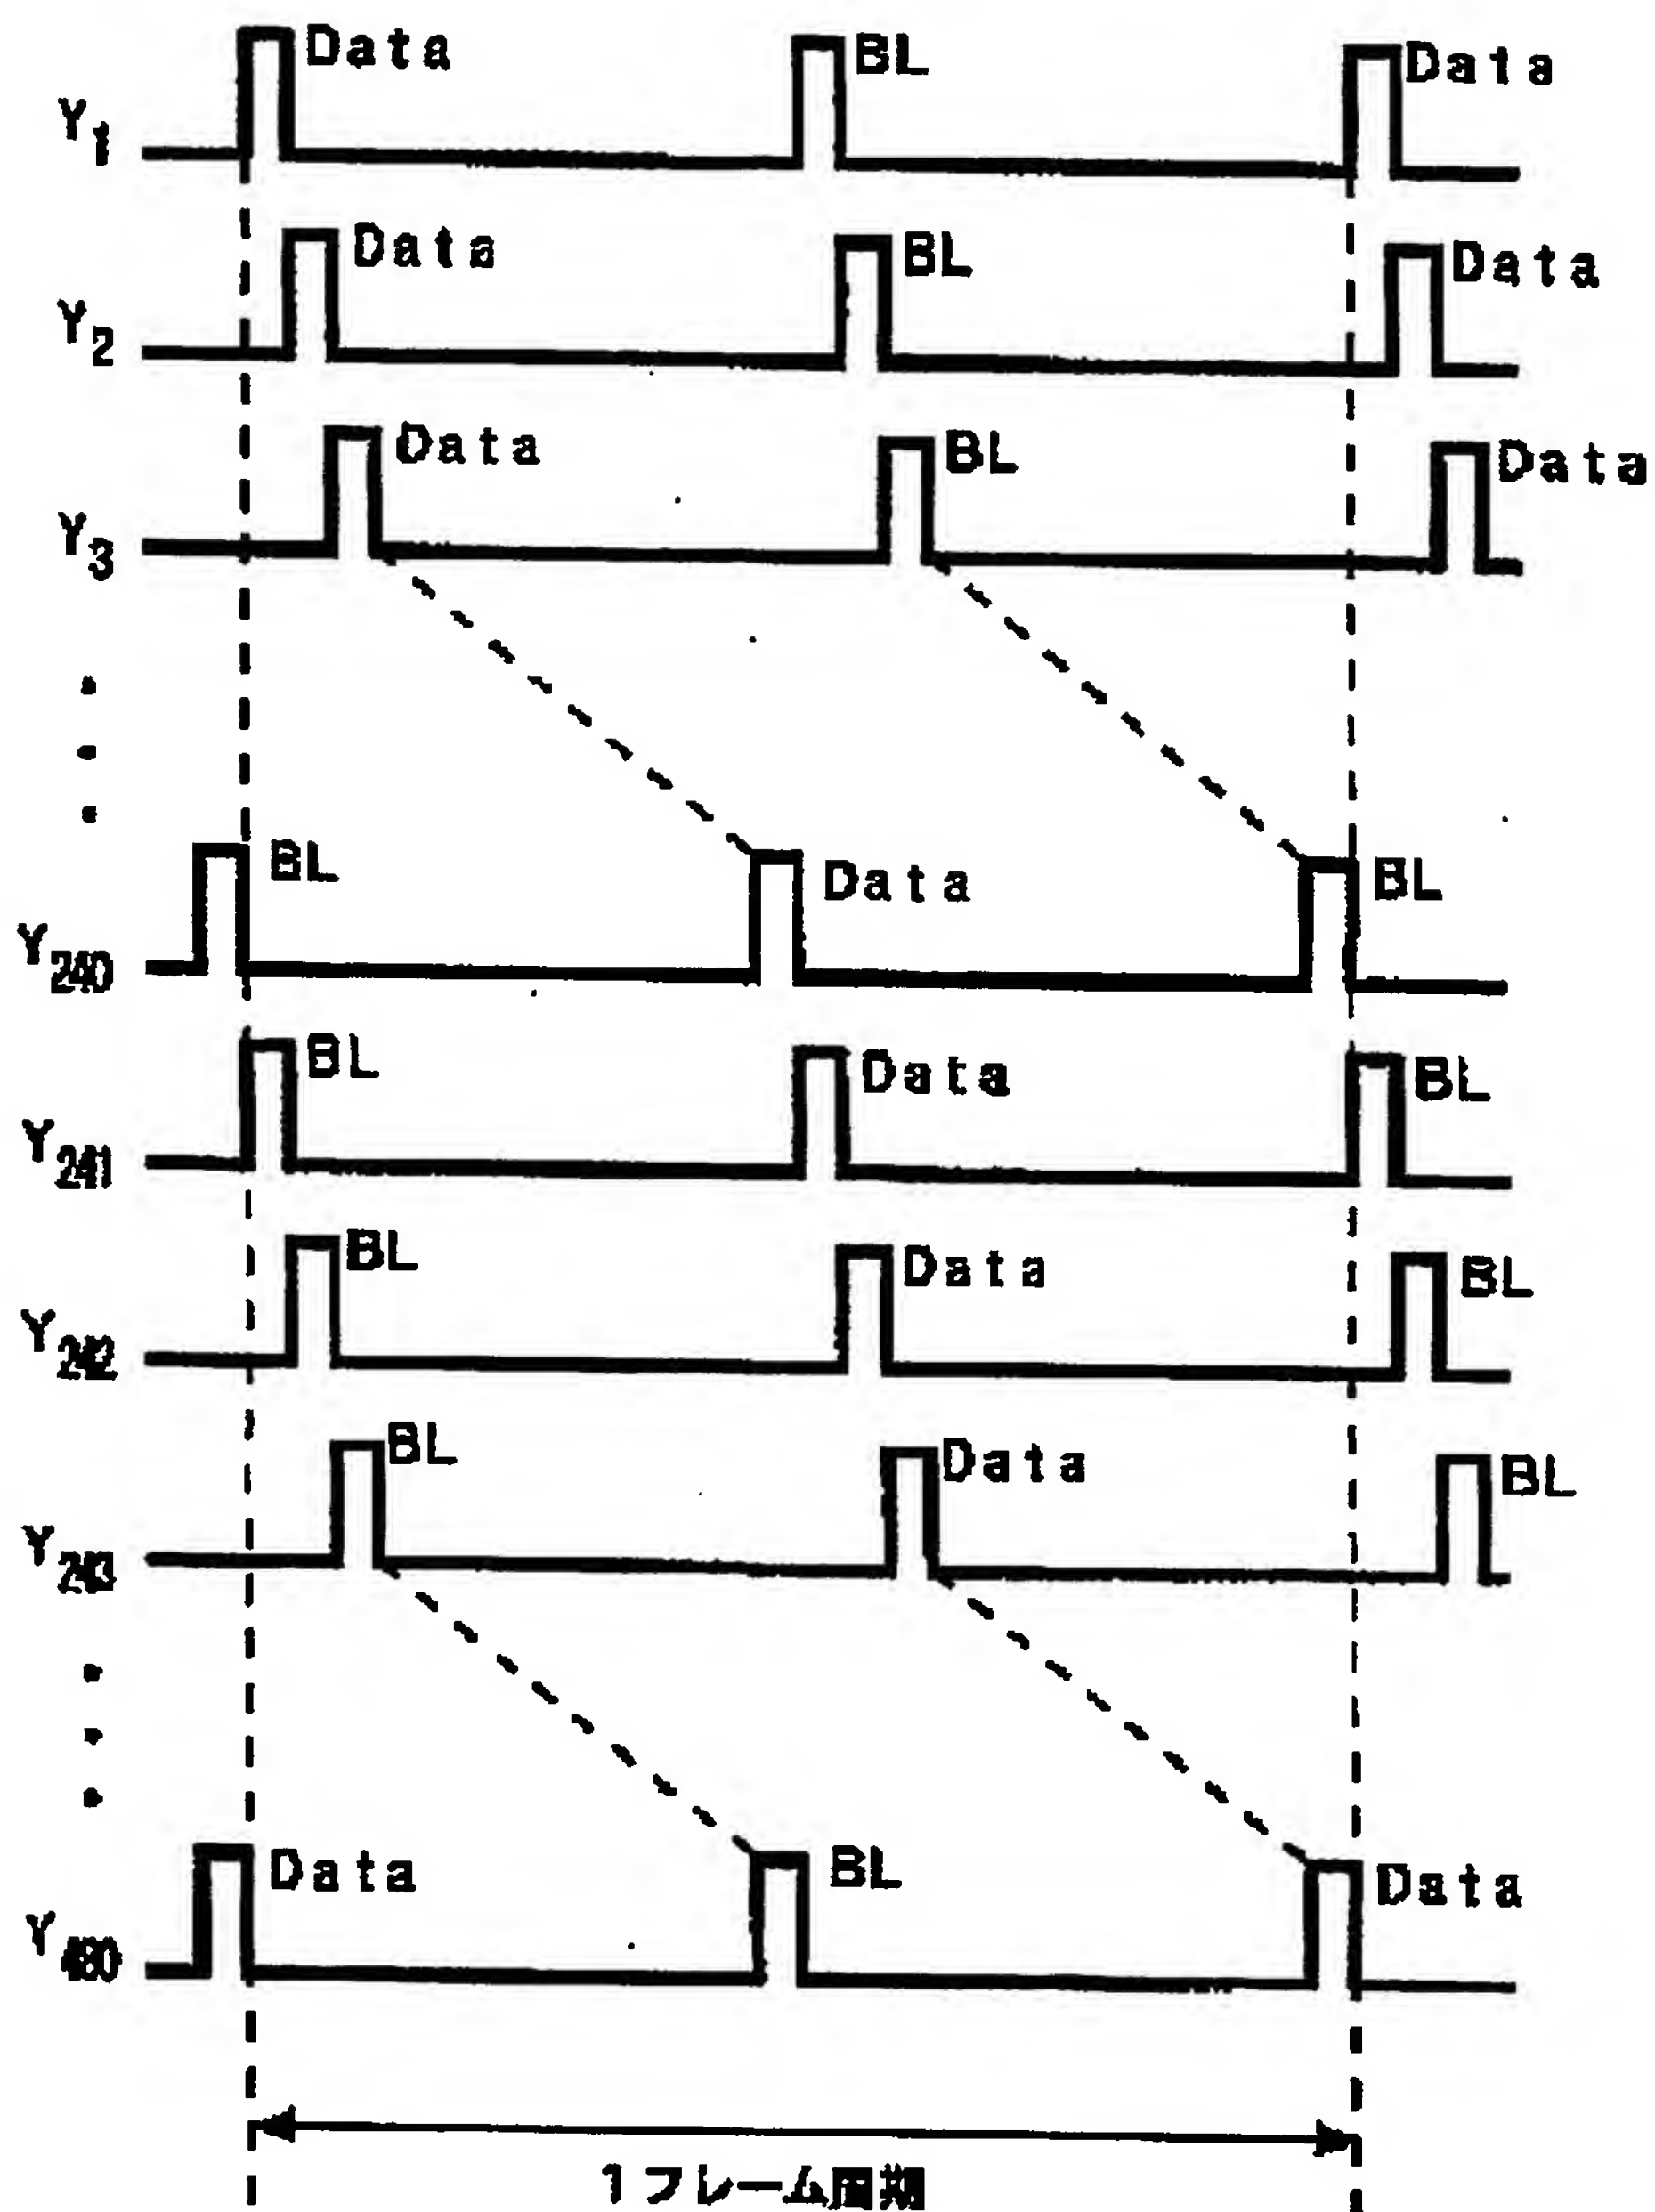 Y1 Data BL Data
Y2 Data BL Data
Y3 Data BL Data
Y240 BL Data BL
Y241 BL Data BL
Y242 BL Data BL
Y243 BL Data BL
Y480 Data BL Data
1フレーム周期